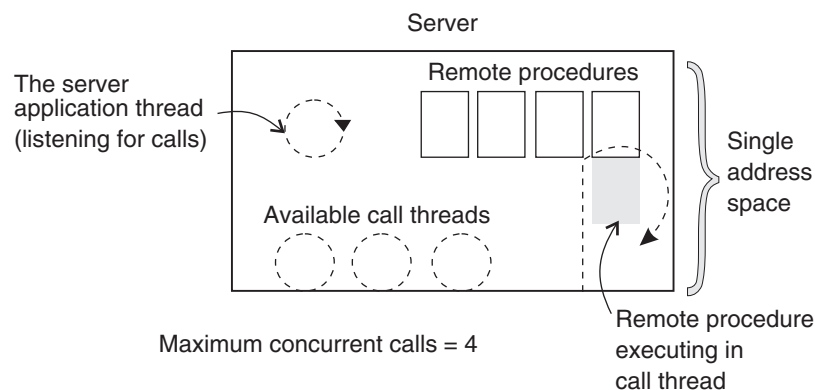 Server
The server
application thread
(listening for calls)
Remote procedures
Single
address
space
Available call threads
Maximum concurrent calls = 4
Remote procedure
executing in
call thread